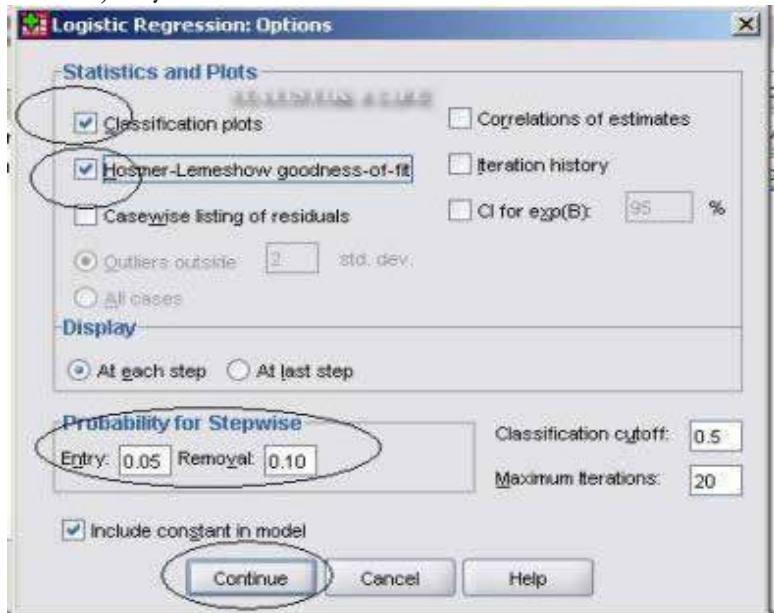 Logistic Regression: Options
Statistics and Plots
Classification plots
Correlations of estimates
Hosmer-Lemeshow goodness-of-fit
Iteration history
Casewise listing of residuals
CI for exp(B): 95 %
Outliers outside 2 std. dev.
All cases
Display
At each step At last step
Probability for Stepwise
Entry: 0.05 Removal: 0.10
Classification cutoff: 0.5
Maximum Iterations: 20
Include constant in model
Continue Cancel Help